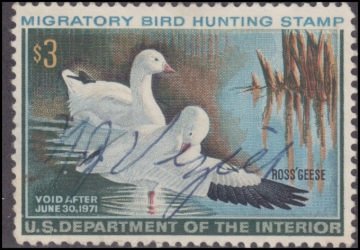 MIGRATORY BIRD HUNTING STAMP
$3
ROSS' GEESE
VOID AFTER
JUNE 30, 1971
U.S. DEPARTMENT OF THE INTERIOR